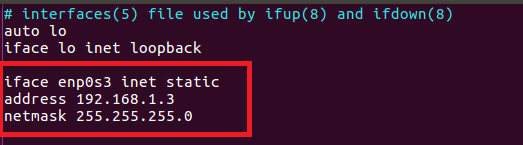 # interfaces(5) file used by ifup(8) and ifdown(8)
auto lo
iface lo inet loopback
iface enp0s3 inet static
address 192.168.1.3
netmask 255.255.255.0